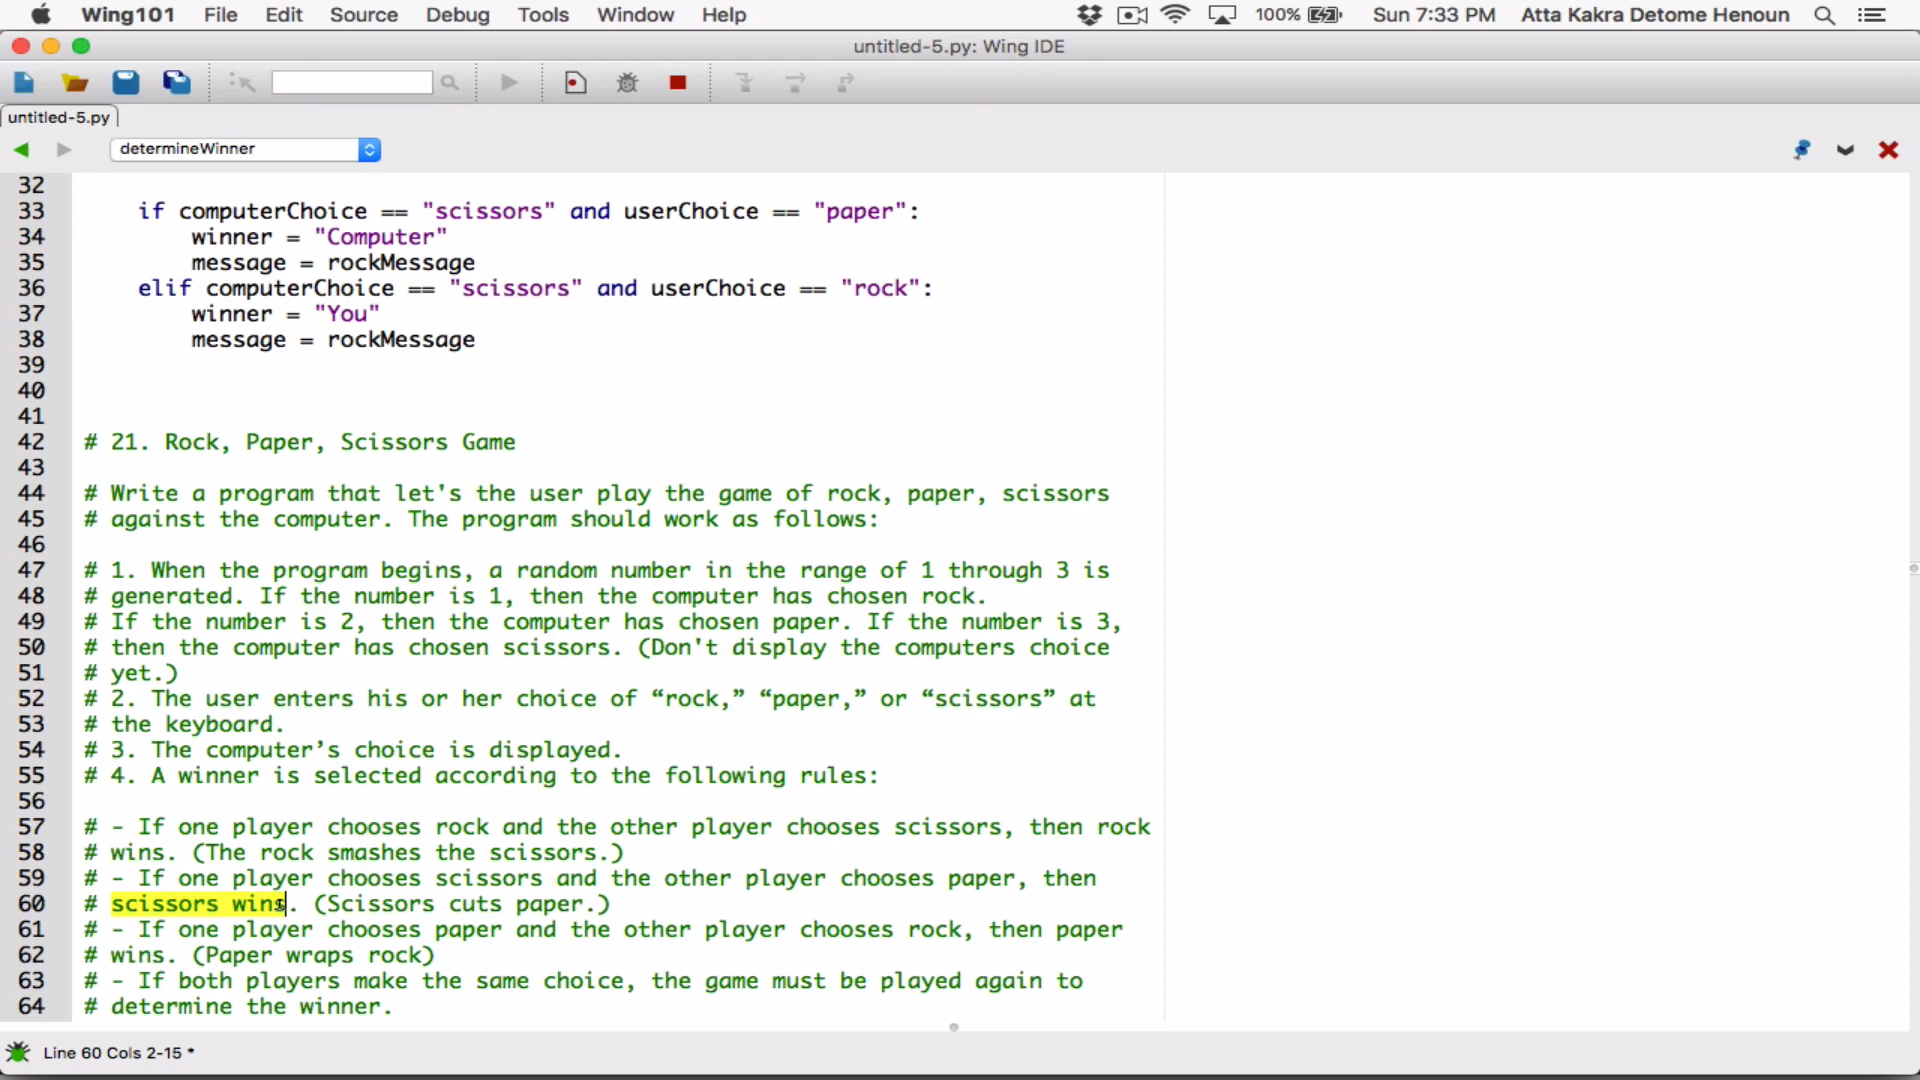 Wing101 File Edit Source Debug Tools Window Help 100% Sun 7:33 PM Atta Kakra Detome Henoun
untitled-5.py: Wing IDE
untitled-5.py
determineWinner
32
33 if computerChoice == "scissors" and userChoice == "paper":
34 winner = "Computer"
35 message = rockMessage
36 elif computerChoice == "scissors" and userChoice == "rock":
37 winner = "You"
38 message = rockMessage
39
40
41
42 # 21. Rock, Paper, Scissors Game
43
44 # Write a program that let's the user play the game of rock, paper, scissors
45 # against the computer. The program should work as follows:
46
47 # 1. When the program begins, a random number in the range of 1 through 3 is
48 # generated. If the number is 1, then the computer has chosen rock.
49 # If the number is 2, then the computer has chosen paper. If the number is 3,
50 # then the computer has chosen scissors. (Don't display the computers choice
51 # yet.)
52 # 2. The user enters his or her choice of “rock,” “paper,” or “scissors” at
53 # the keyboard.
54 # 3. The computer’s choice is displayed.
55 # 4. A winner is selected according to the following rules:
56
57 # - If one player chooses rock and the other player chooses scissors, then rock
58 # wins. (The rock smashes the scissors.)
59 # - If one player chooses scissors and the other player chooses paper, then
60 # scissors wins. (Scissors cuts paper.)
61 # - If one player chooses paper and the other player chooses rock, then paper
62 # wins. (Paper wraps rock)
63 # - If both players make the same choice, the game must be played again to
64 # determine the winner.
Line 60 Cols 2-15 *